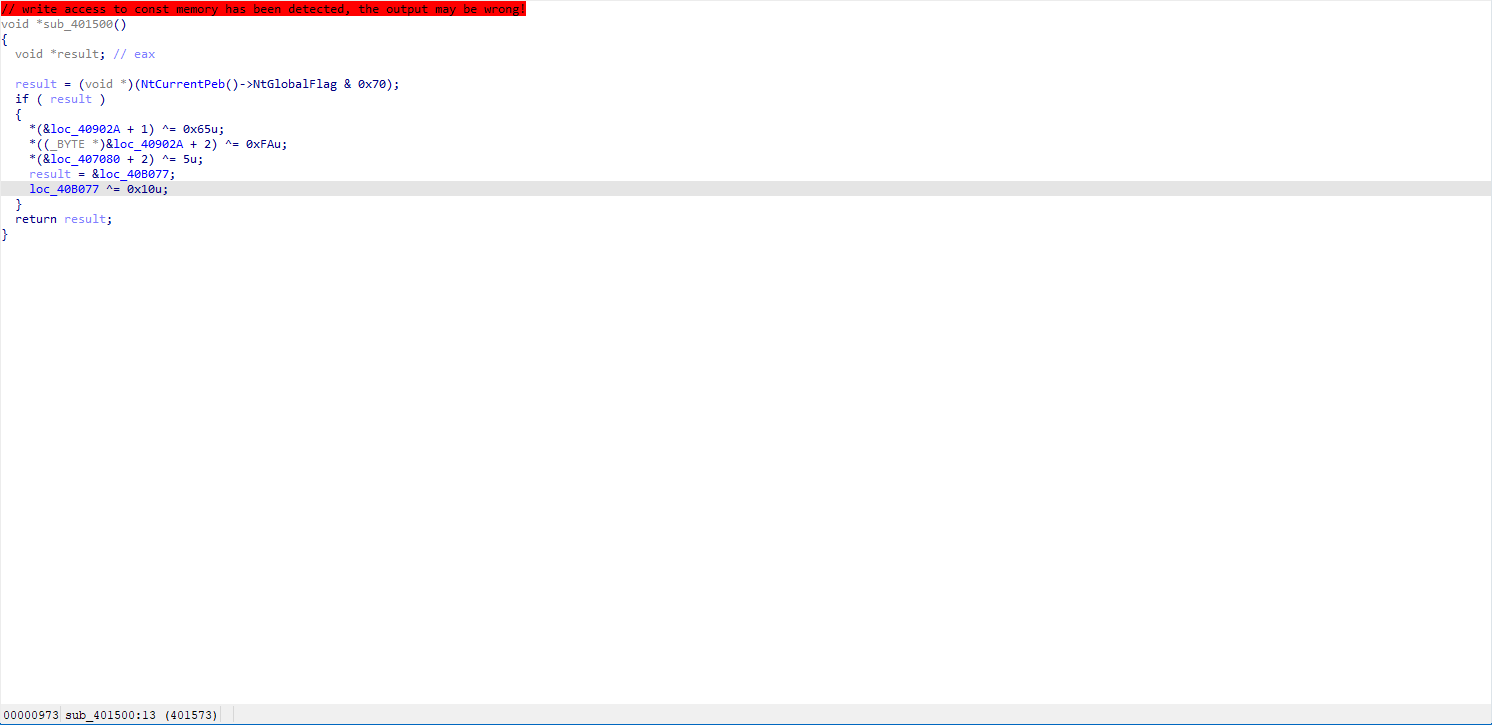 // write access to const memory has been detected, the output may be wrong!
void *sub_401500()
{
  void *result; // eax

  result = (void *)(NtCurrentPeb()->NtGlobalFlag & 0x70);
  if ( result )
  {
    *(&loc_40902A + 1) ^= 0x65u;
    *((_BYTE *)&loc_40902A + 2) ^= 0xFAu;
    *(&loc_407080 + 2) ^= 5u;
    result = &loc_40B077;
    loc_40B077 ^= 0x10u;
  }
  return result;
}
00000973 sub_401500:13 (401573)